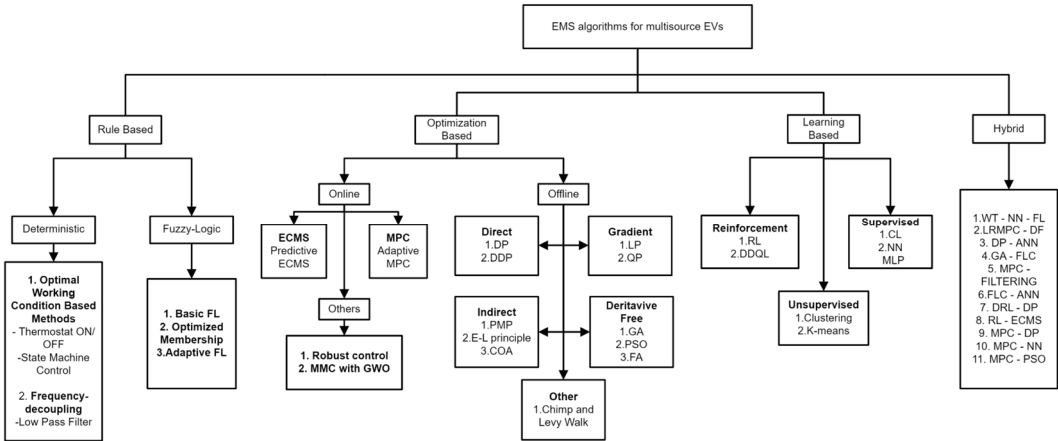 EMS algorithms for multisource EVs
Rule Based
Optimization
Based
Learning
Based
Hybrid
Deterministic
Fuzzy-Logic
1. Optimal
Working
Condition Based
Methods
- Thermostat ON/
OFF
-State Machine
Control
2. Frequency-
decoupling
-Low Pass Filter
1. Basic FL
2. Optimized
Membership
3.Adaptive FL
Online
ECMS
Predictive
ECMS
MPC
Adaptive
MPC
Others
1. Robust control
2. MMC with GWO
Offline
Direct
1.DP
2.DDP
Gradient
1.LP
2.QP
Indirect
1.PMP
2.E-L principle
3.COA
Deritavive
Free
1.GA
2.PSO
3.FA
Other
1.Chimp and
Levy Walk
Reinforcement
1.RL
2.DDQL
Supervised
1.CL
2.NN
MLP
Unsupervised
1.Clustering
2.K-means
1.WT - NN - FL
2.LRMPC - DF
3. DP - ANN
4.GA - FLC
5. MPC -
FILTERING
6.FLC - ANN
7. DRL - DP
8. RL - ECMS
9. MPC - DP
10. MPC - NN
11. MPC - PSO